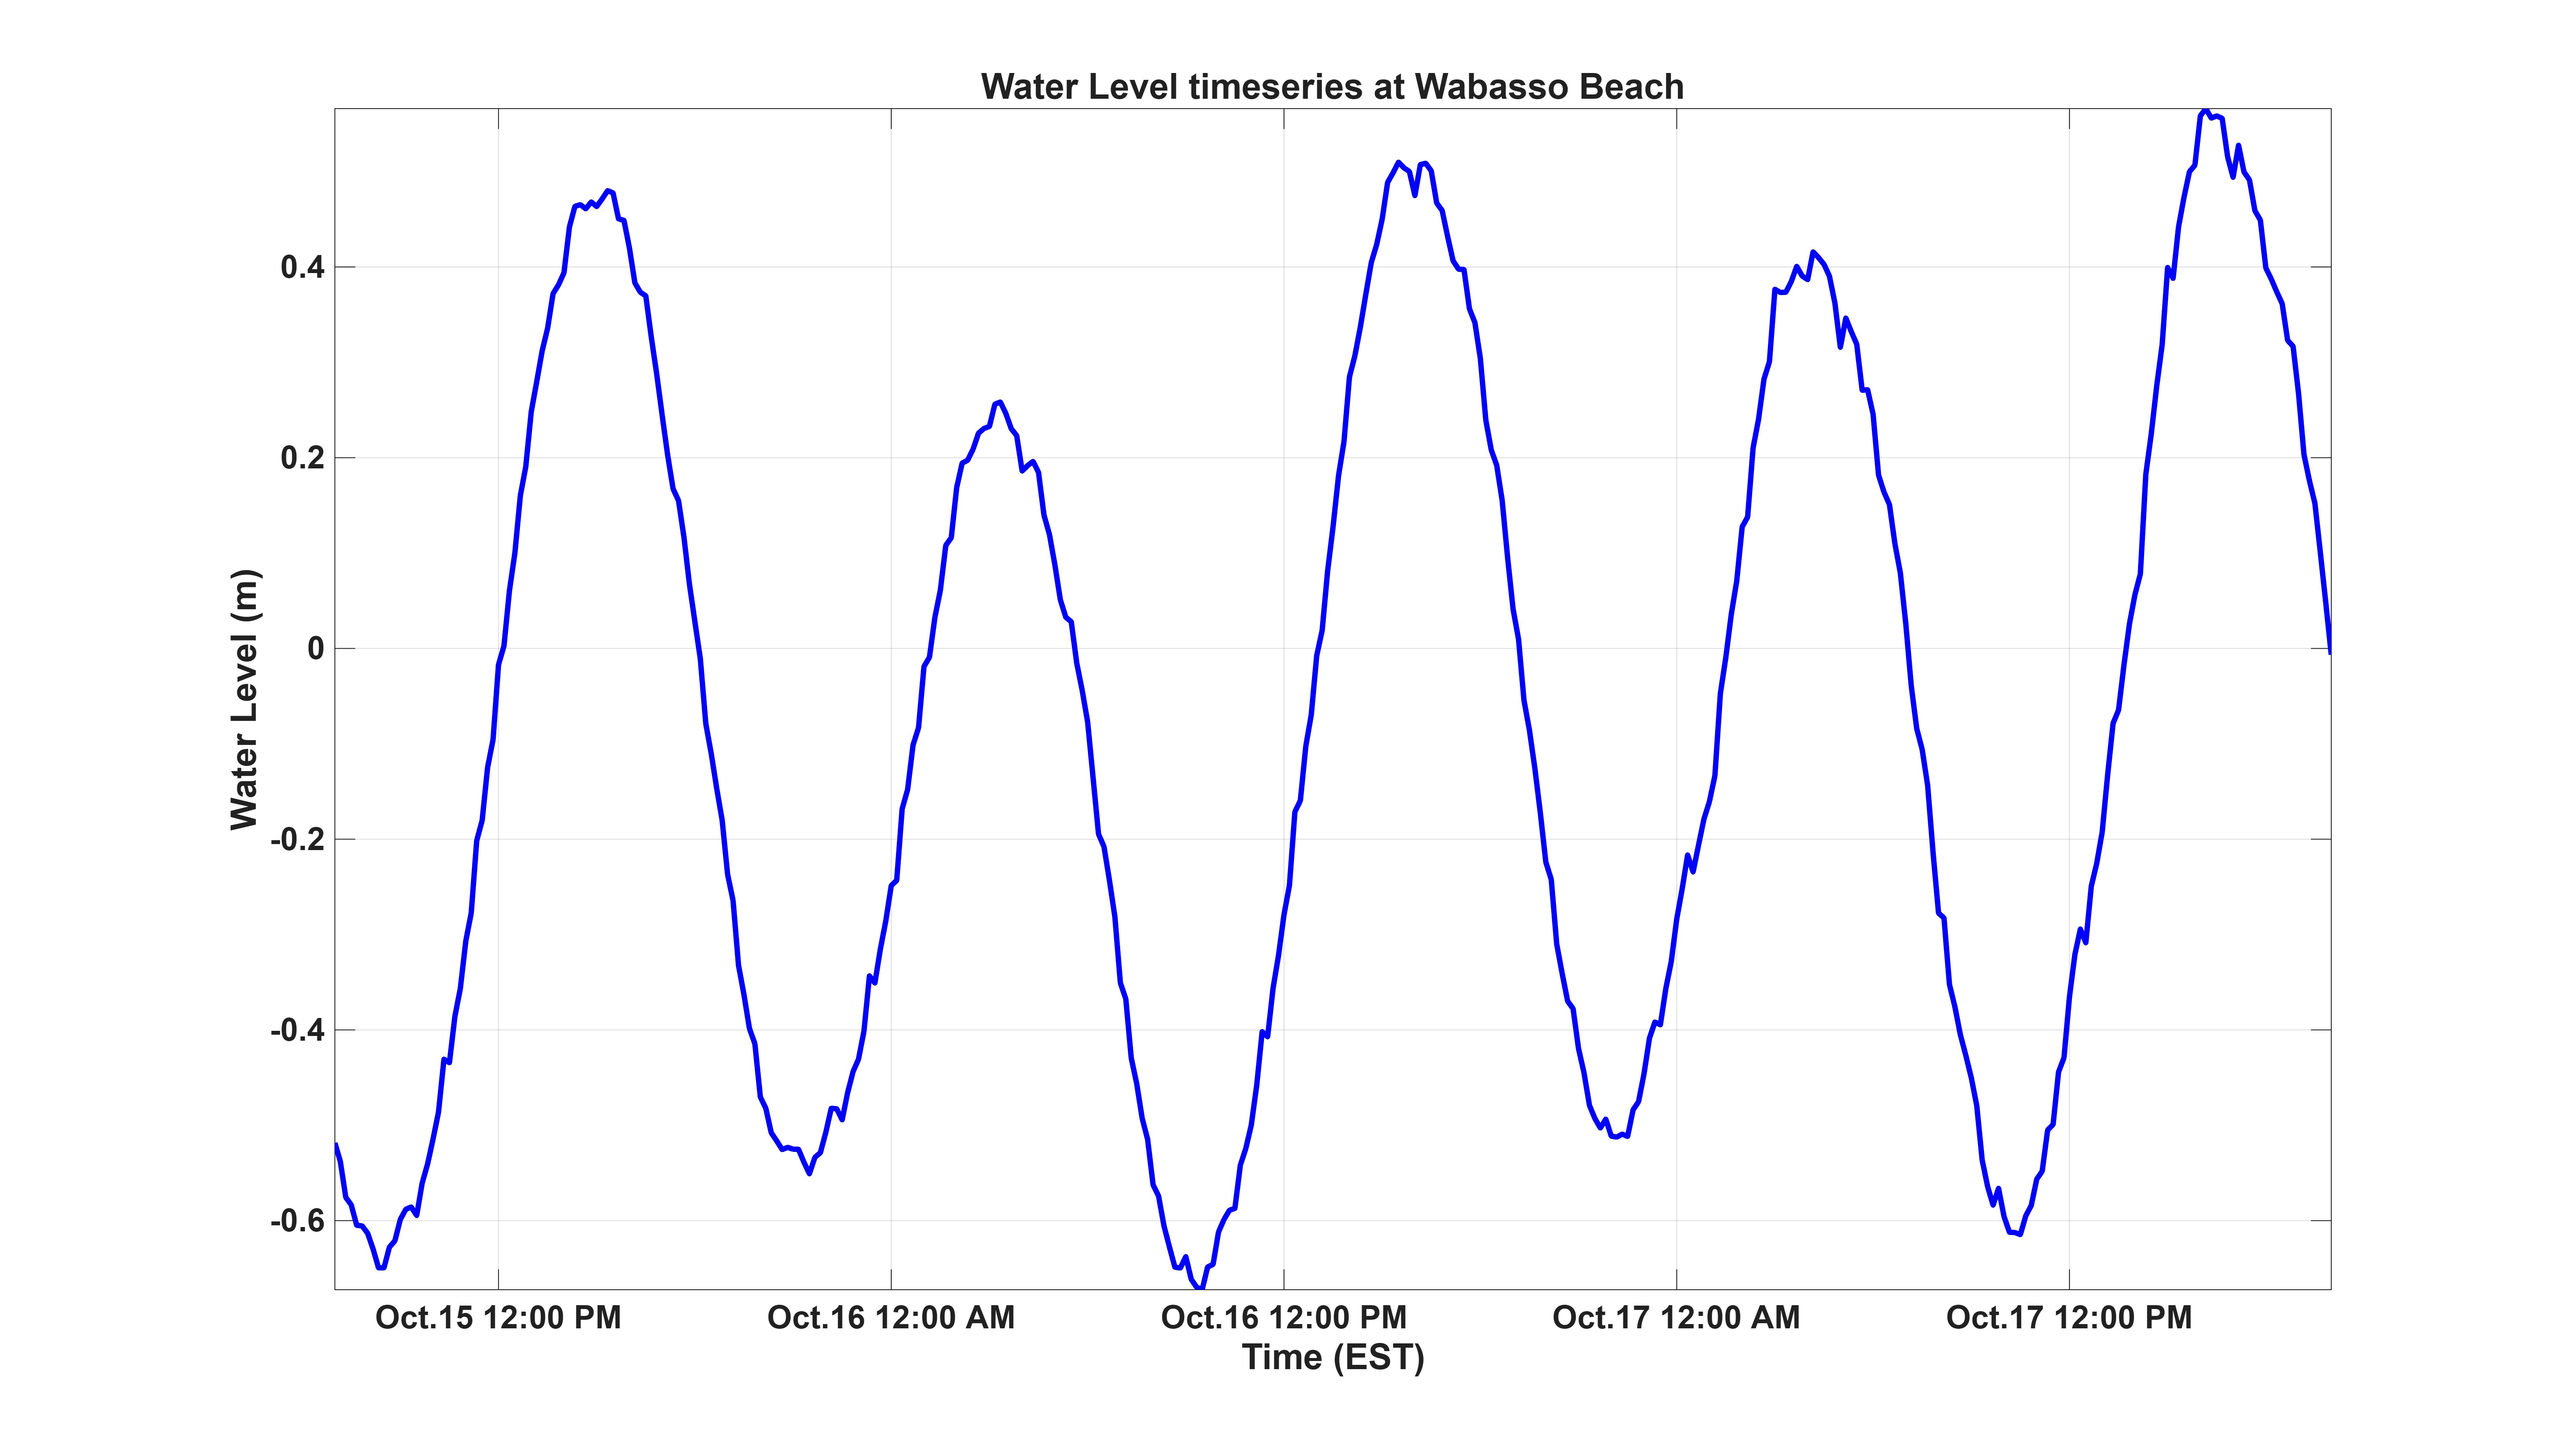 Water Level timeseries at Wabasso Beach
Water Level (m)
0.4
0.2
0
-0.2
-0.4
-0.6
Oct.15 12:00 PM
Oct.16 12:00 AM
Oct.16 12:00 PM
Oct.17 12:00 AM
Oct.17 12:00 PM
Time (EST)